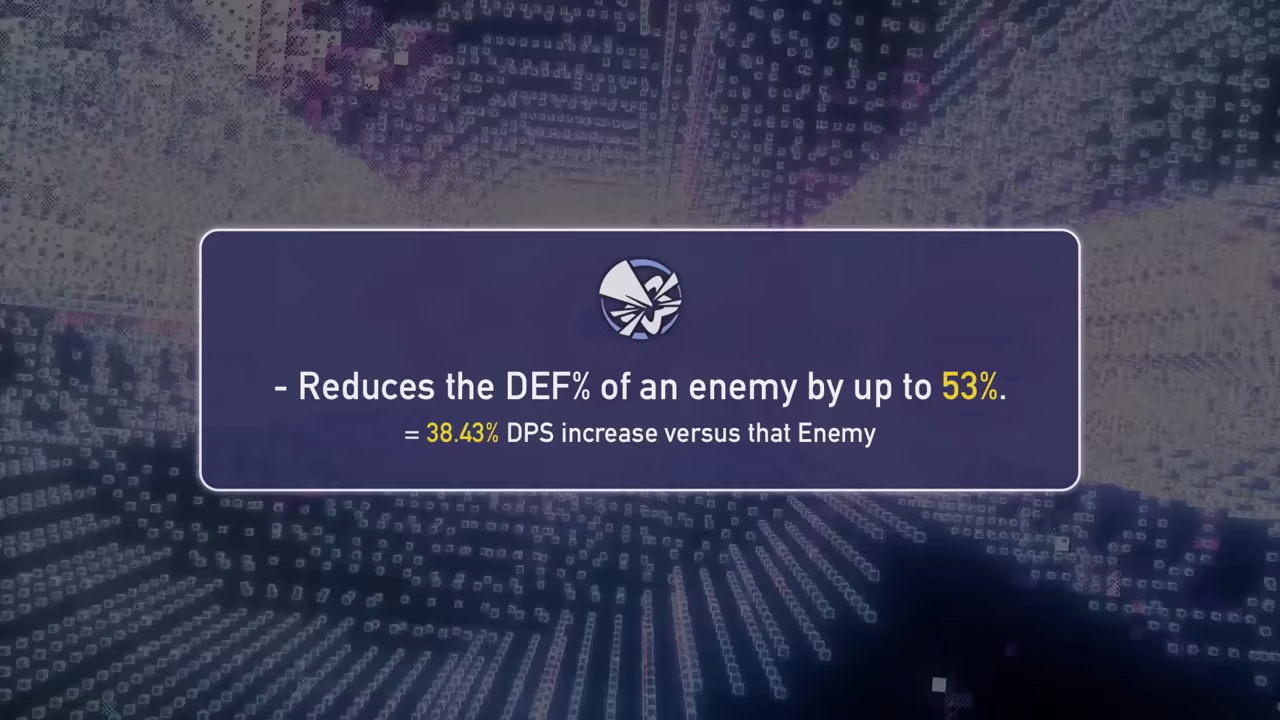 - Reduces the DEF% of an enemy by up to 53%.
= 38.43% DPS increase versus that Enemy